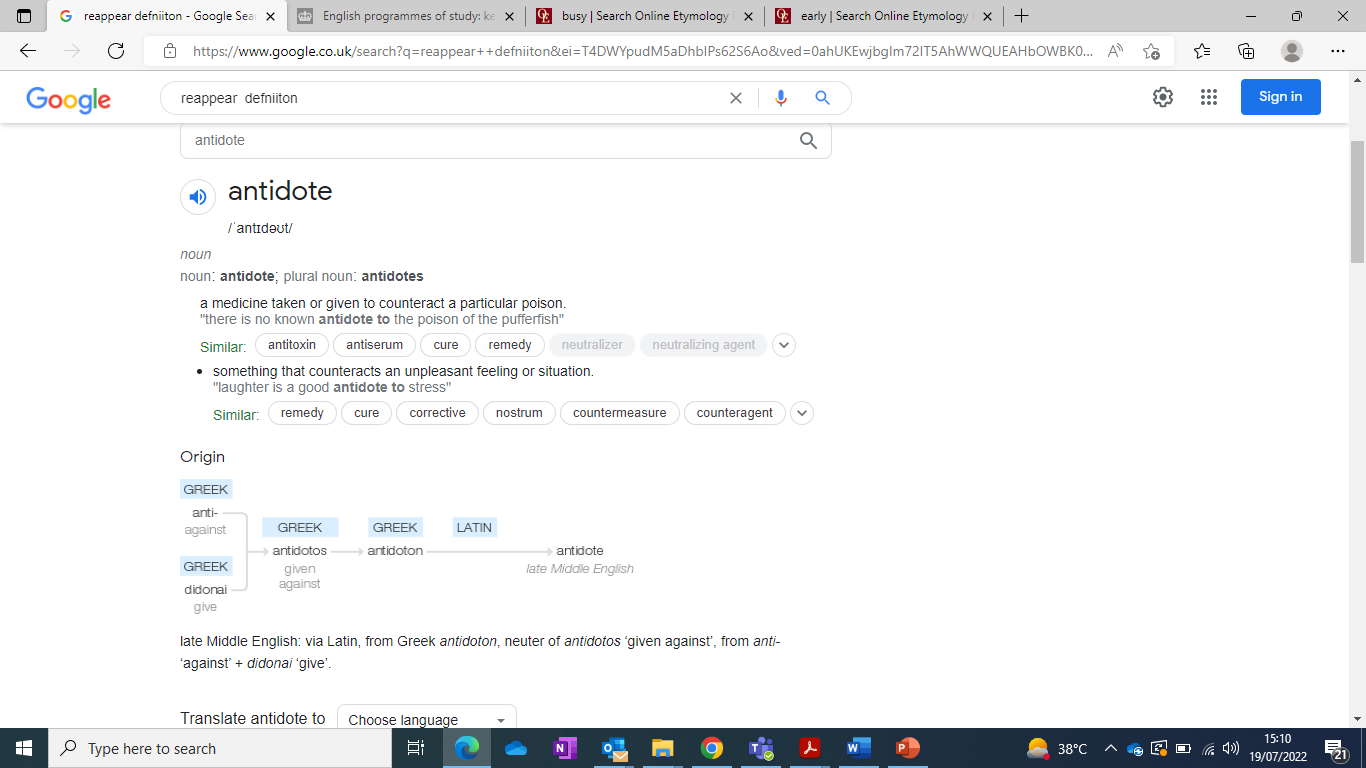 reappear defniiton - Google Sear
English programmes of study: ke
busy | Search Online Etymology
early | Search Online Etymology
https://www.google.co.uk/search?q=reappear++defniiton&ei=T4DWYpudM5aDhbIPs62S6Ao&ved=0ahUKEwjbgIm72IT5AhWWQUEAHbOWBK0...
Google
reappear defniiton
Sign in
antidote
antidote
/ˈantɪdəʊt/
noun
noun: antidote; plural noun: antidotes
a medicine taken or given to counteract a particular poison.
"there is no known antidote to the poison of the pufferfish"
Similar: antitoxin antiserum cure remedy neutralizer neutralizing agent
• something that counteracts an unpleasant feeling or situation.
"laughter is a good antidote to stress"
Similar: remedy cure corrective nostrum countermeasure counteragent
Origin
GREEK
anti-
against
GREEK
didonai
give
GREEK
antidotos
given
against
GREEK
antidoton
LATIN
antidote
late Middle English
late Middle English: via Latin, from Greek antidoton, neuter of antidotos ‘given against’, from anti-
‘against’ + didonai ‘give’.
Translate antidote to Choose language
Type here to search
38°C
15:10
19/07/2022
21